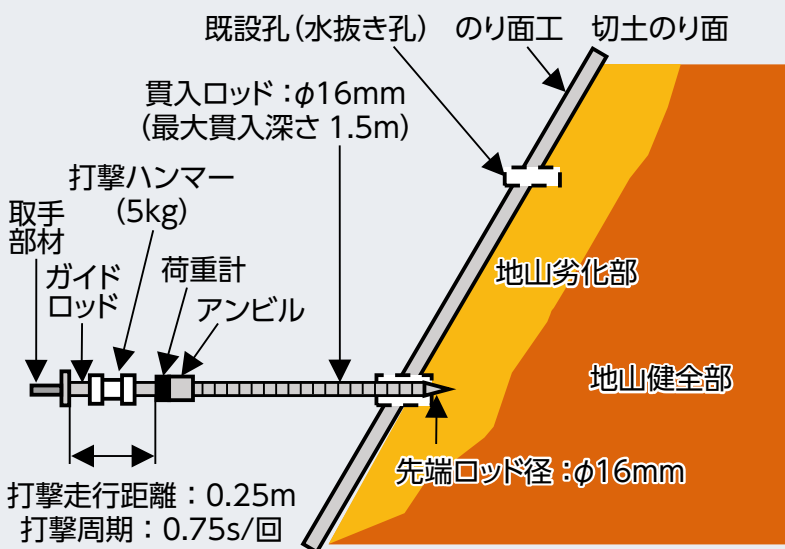 既設孔(水抜き孔)
のり面工
切土のり面
貫入ロッド：φ16mm
(最大貫入深さ 1.5m)
打撃ハンマー
(5kg)
取手
部材
ガイド
ロッド
荷重計
アンビル
地山劣化部
地山健全部
先端ロッド径：φ16mm
打撃走行距離：0.25m
打撃周期：0.75s/回